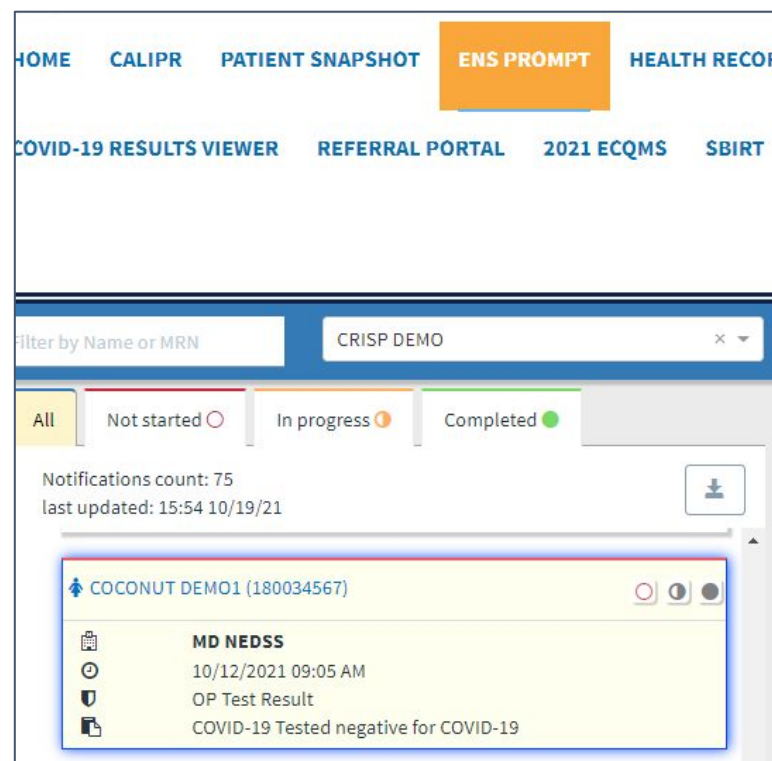 HOME CALIPR PATIENT SNAPSHOT ENS PROMPT HEALTH RECOR
COVID-19 RESULTS VIEWER REFERRAL PORTAL 2021 ECQMS SBIRT
Filter by Name or MRN CRISP DEMO
All Not started In progress Completed
Notifications count: 75
last updated: 15:54 10/19/21
COCONUT DEMO1 (180034567)
MD NEDSS
10/12/2021 09:05 AM
OP Test Result
COVID-19 Tested negative for COVID-19